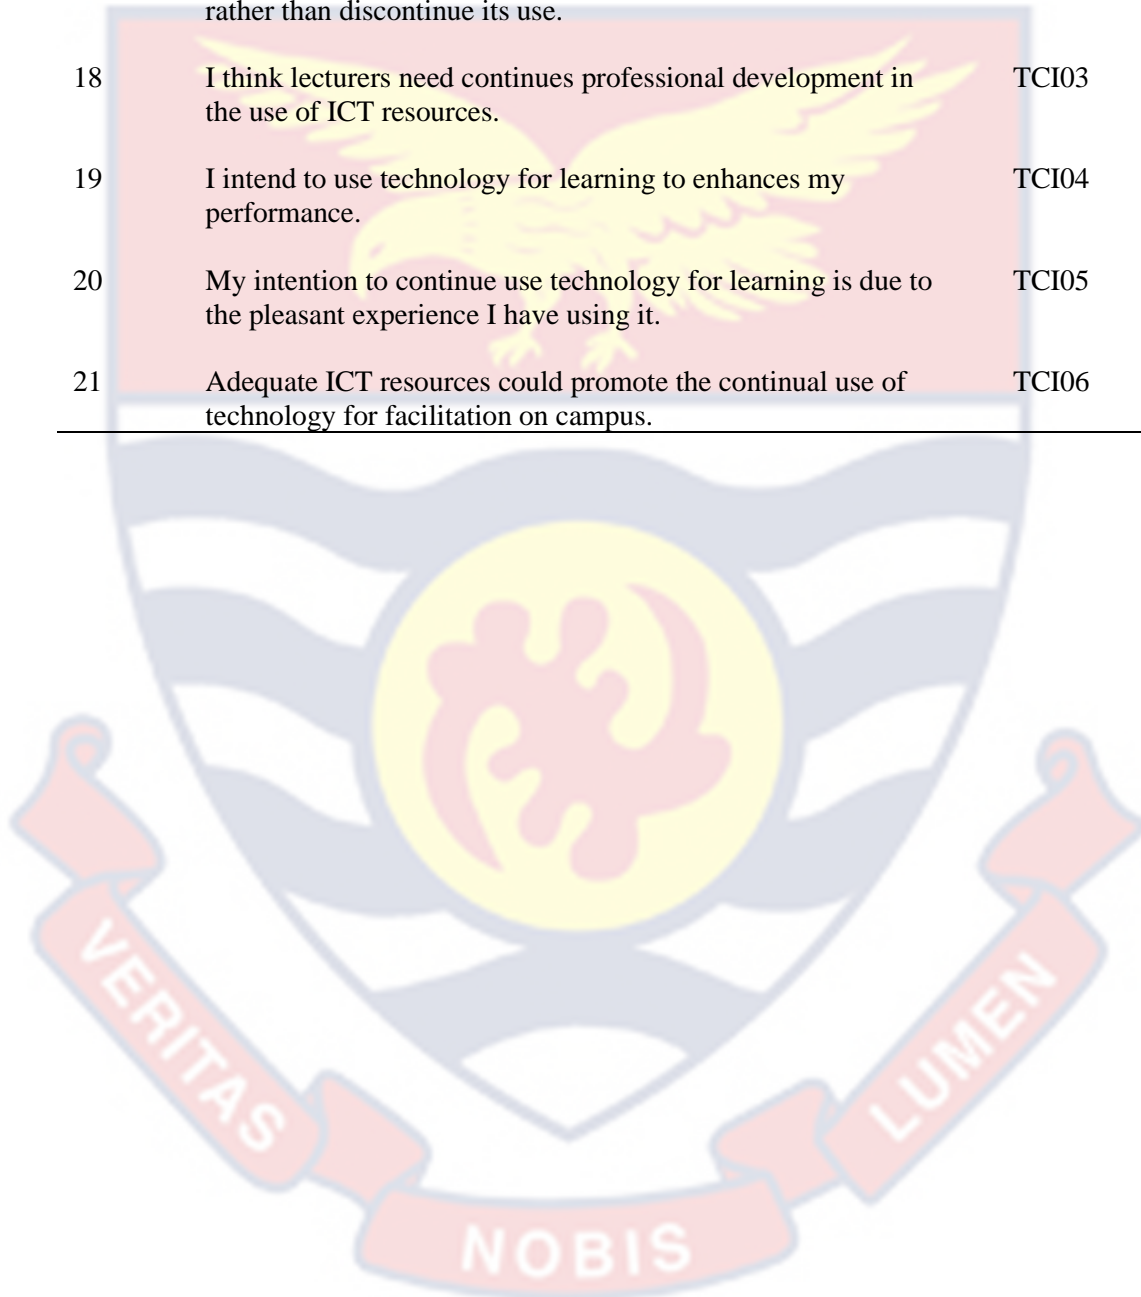 rather than discontinue its use.
18 I think lecturers need continues professional development in TCI03
the use of ICT resources.
19 I intend to use technology for learning to enhances my TCI04
performance.
20 My intention to continue use technology for learning is due to TCI05
the pleasant experience I have using it.
21 Adequate ICT resources could promote the continual use of TCI06
technology for facilitation on campus.
VERITAS
NOBIS
LUMEN